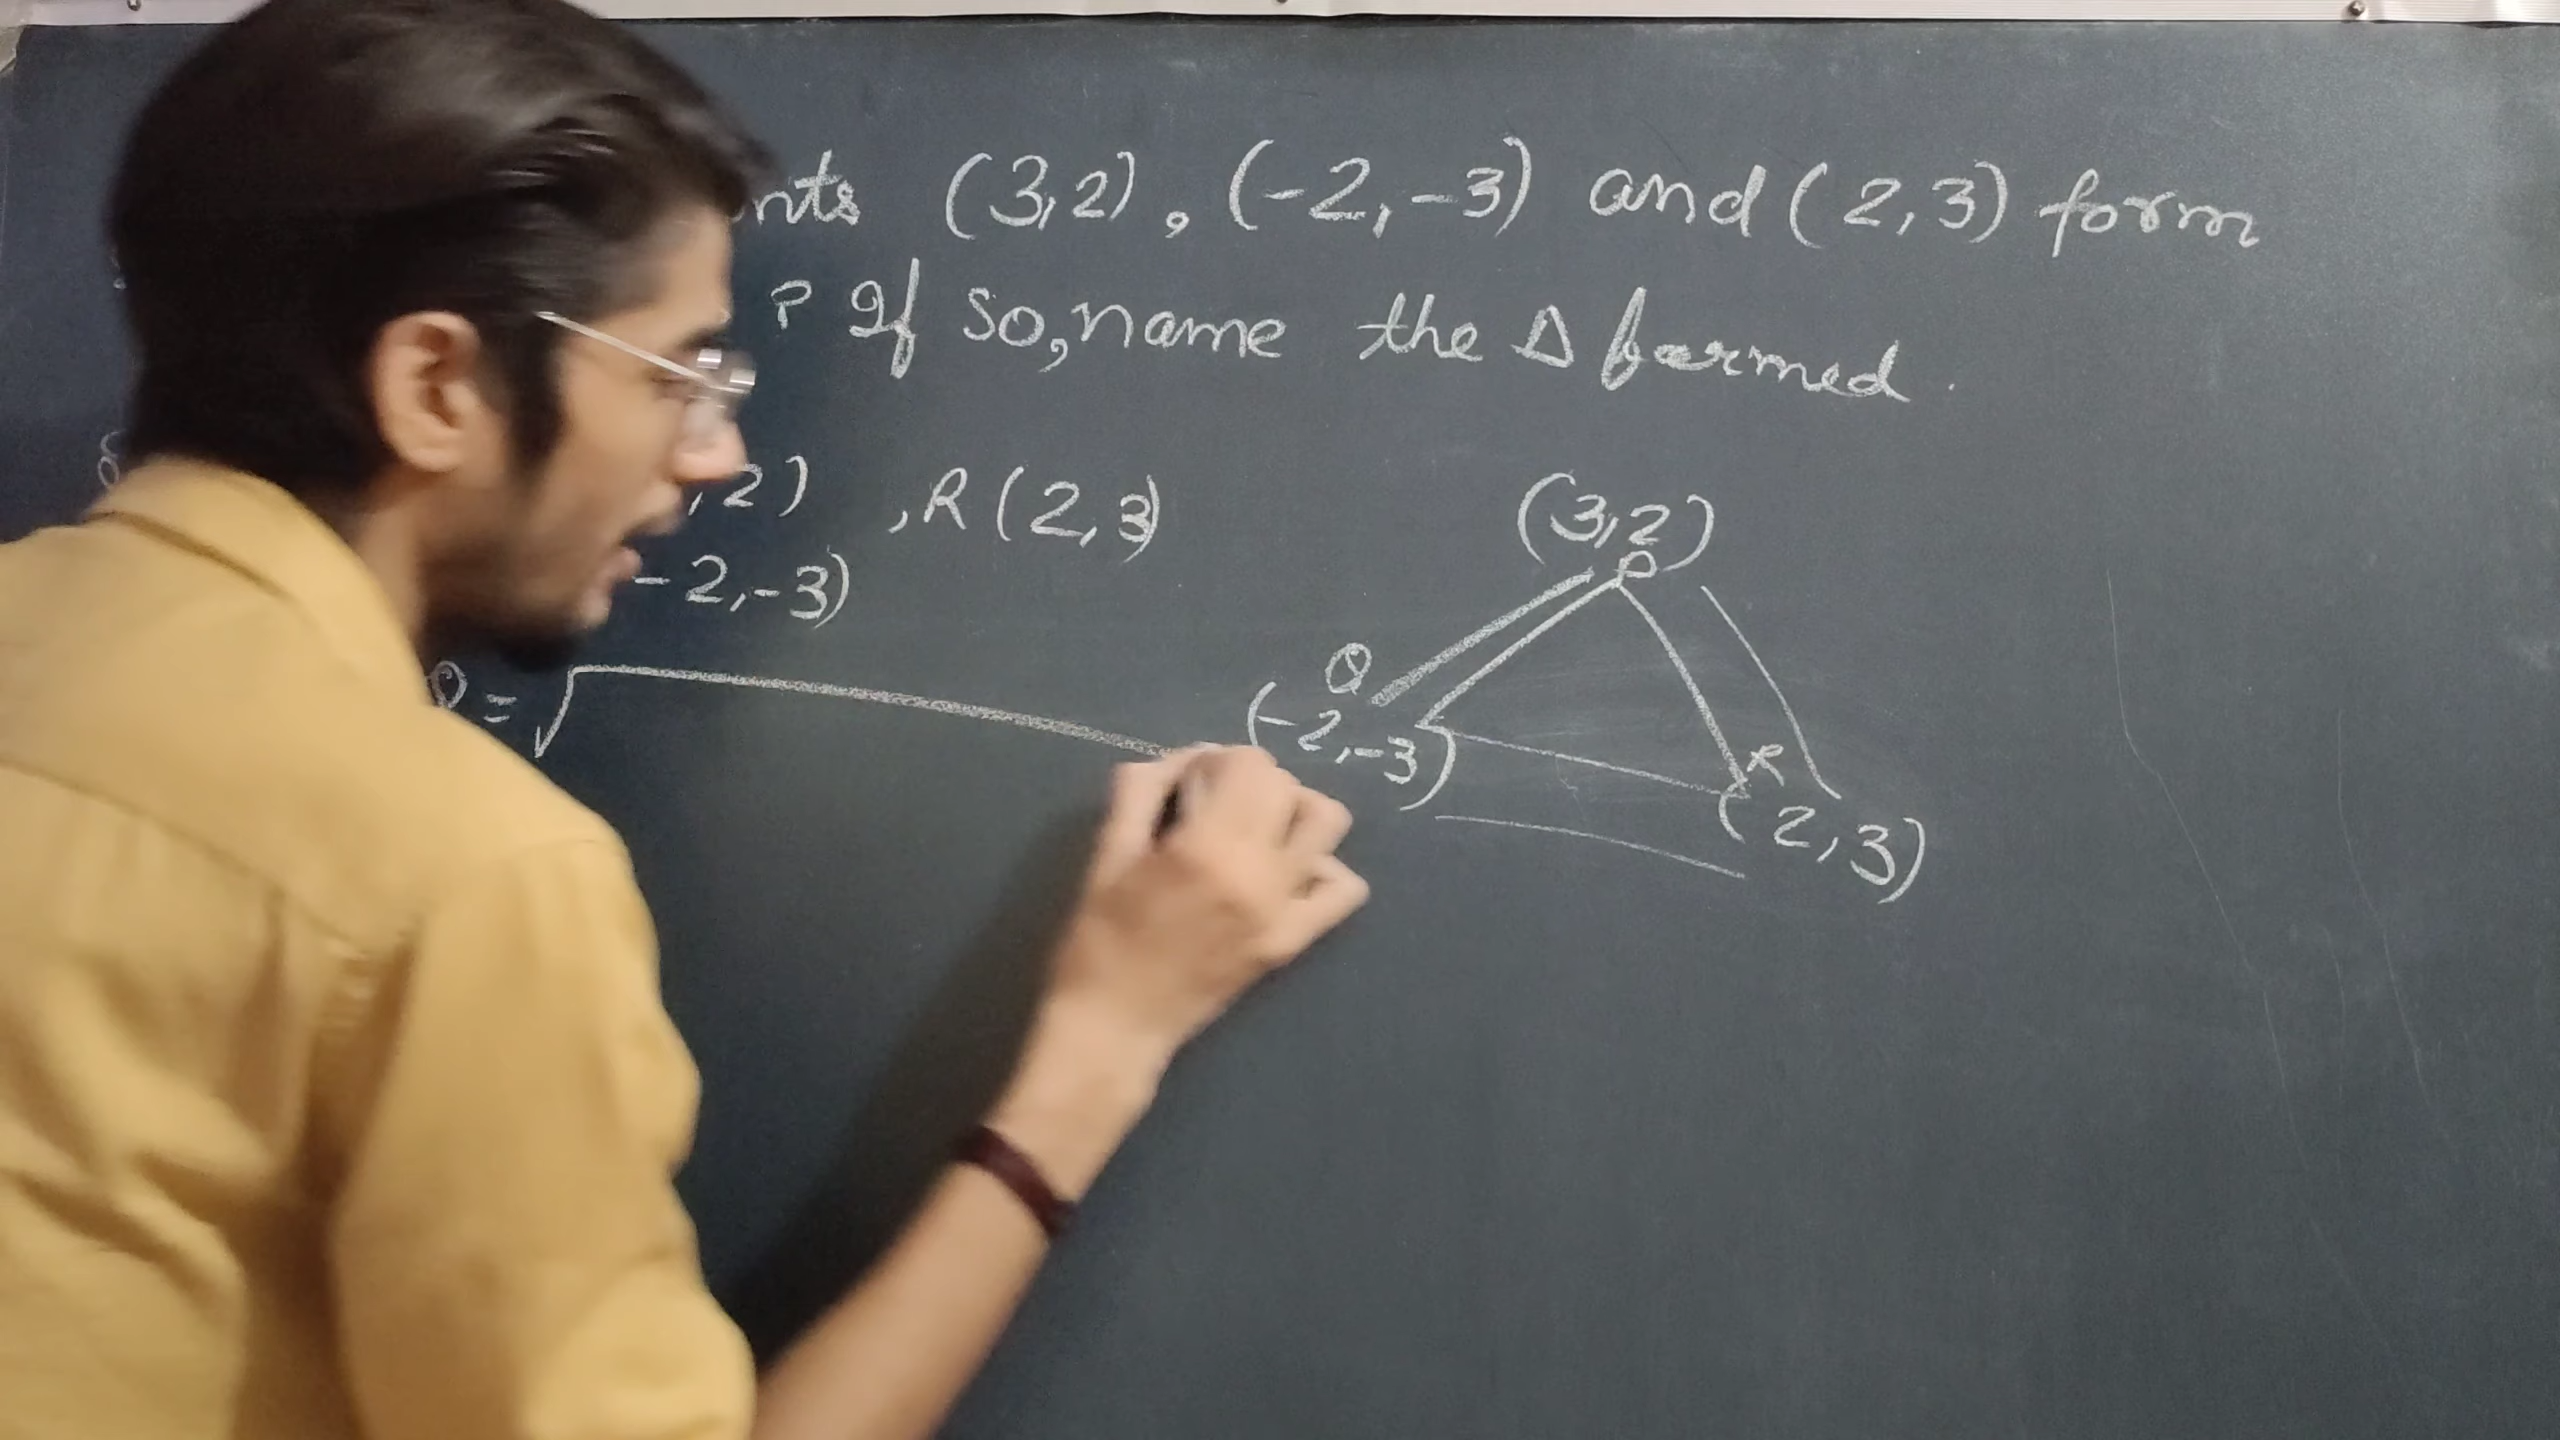 (3,2), (-2,-3) and (2,3) form
? If so, name the Δ formed.
,2) , R(2,3)
-2,-3)
Q = √
(3,2)
P
Q
(-2,-3)
R
(2,3)